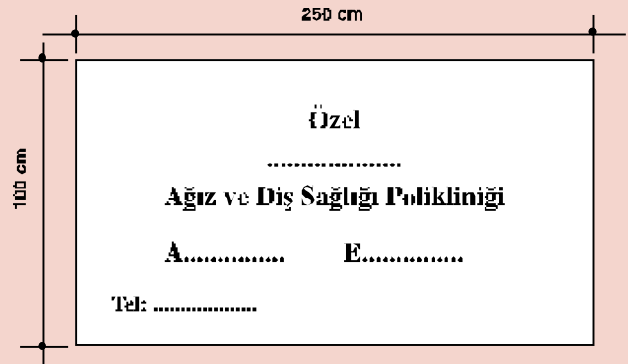 250 cm
100 cm
Özel
....................
Ağız ve Diş Sağlığı Polikliniği
A............... E...............
Tel: ...................